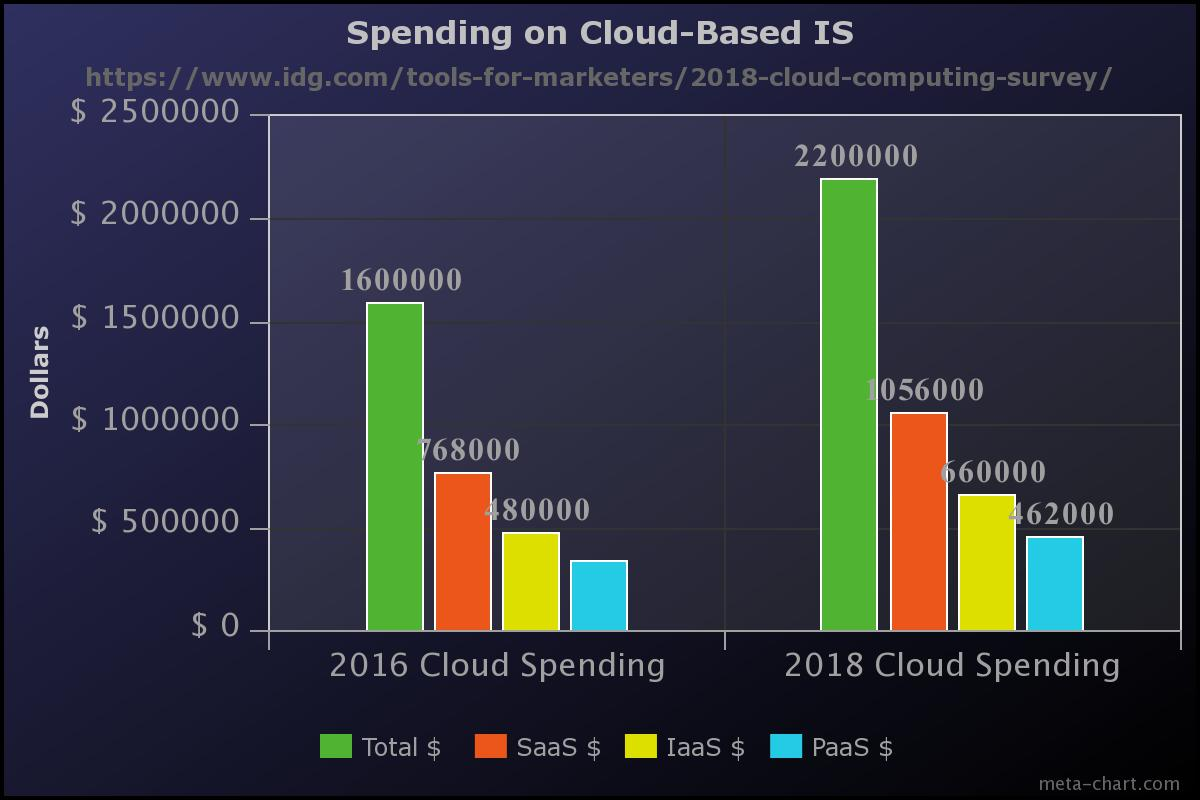 Spending on Cloud-Based IS
https://www.idg.com/tools-for-marketers/2018-cloud-computing-survey/
$ 2500000
$ 2000000
$ 1500000
$ 1000000
$ 500000
$ 0
Dollars
1600000
768000
480000
2200000
1056000
660000
462000
2016 Cloud Spending
2018 Cloud Spending
Total $
SaaS $
IaaS $
PaaS $
meta-chart.com